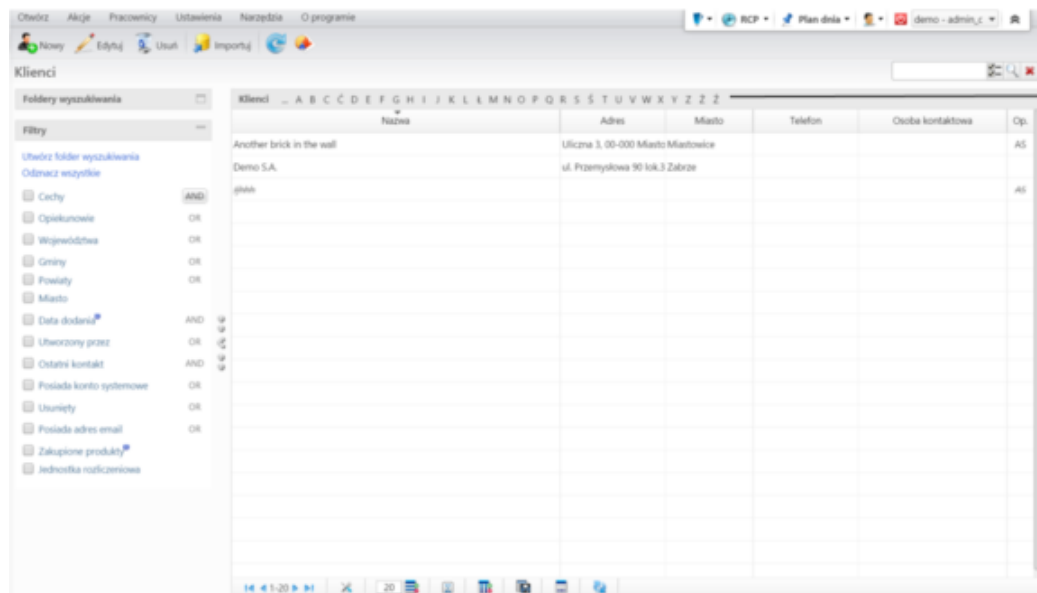 Otwórz Akcje Pracownicy Ustawienia Narzędzia O programie RCP Plan dnia demo - admin_c
Nowy Edytuj Usuń Importuj
Klienci
Foldery wyszukiwania
Klienci _ A B C Ć D E F G H I J K L Ł M N O P Q R S Ś T U V W X Y Z Ź Ż
Nazwa Adres Miasto Telefon Osoba kontaktowa Op.
Filtry
Another brick in the wall Uliczna 3, 00-000 Miasto Miastowice AS
Utwórz folder wyszukiwania
Demo S.A. ul. Przemysłowa 90 lok.3 Zabrze
Odznacz wszystkie
AS
Cechy AND
Opiekunowie OR
Województwa OR
Gminy OR
Powiaty OR
Miasto
Data dodania AND
Utworzony przez OR
Ostatni kontakt AND
Posiada konto systemowe OR
Usunięty OR
Posiada adres email OR
Zakupione produkty
Jednostka rozliczeniowa
1-20 20